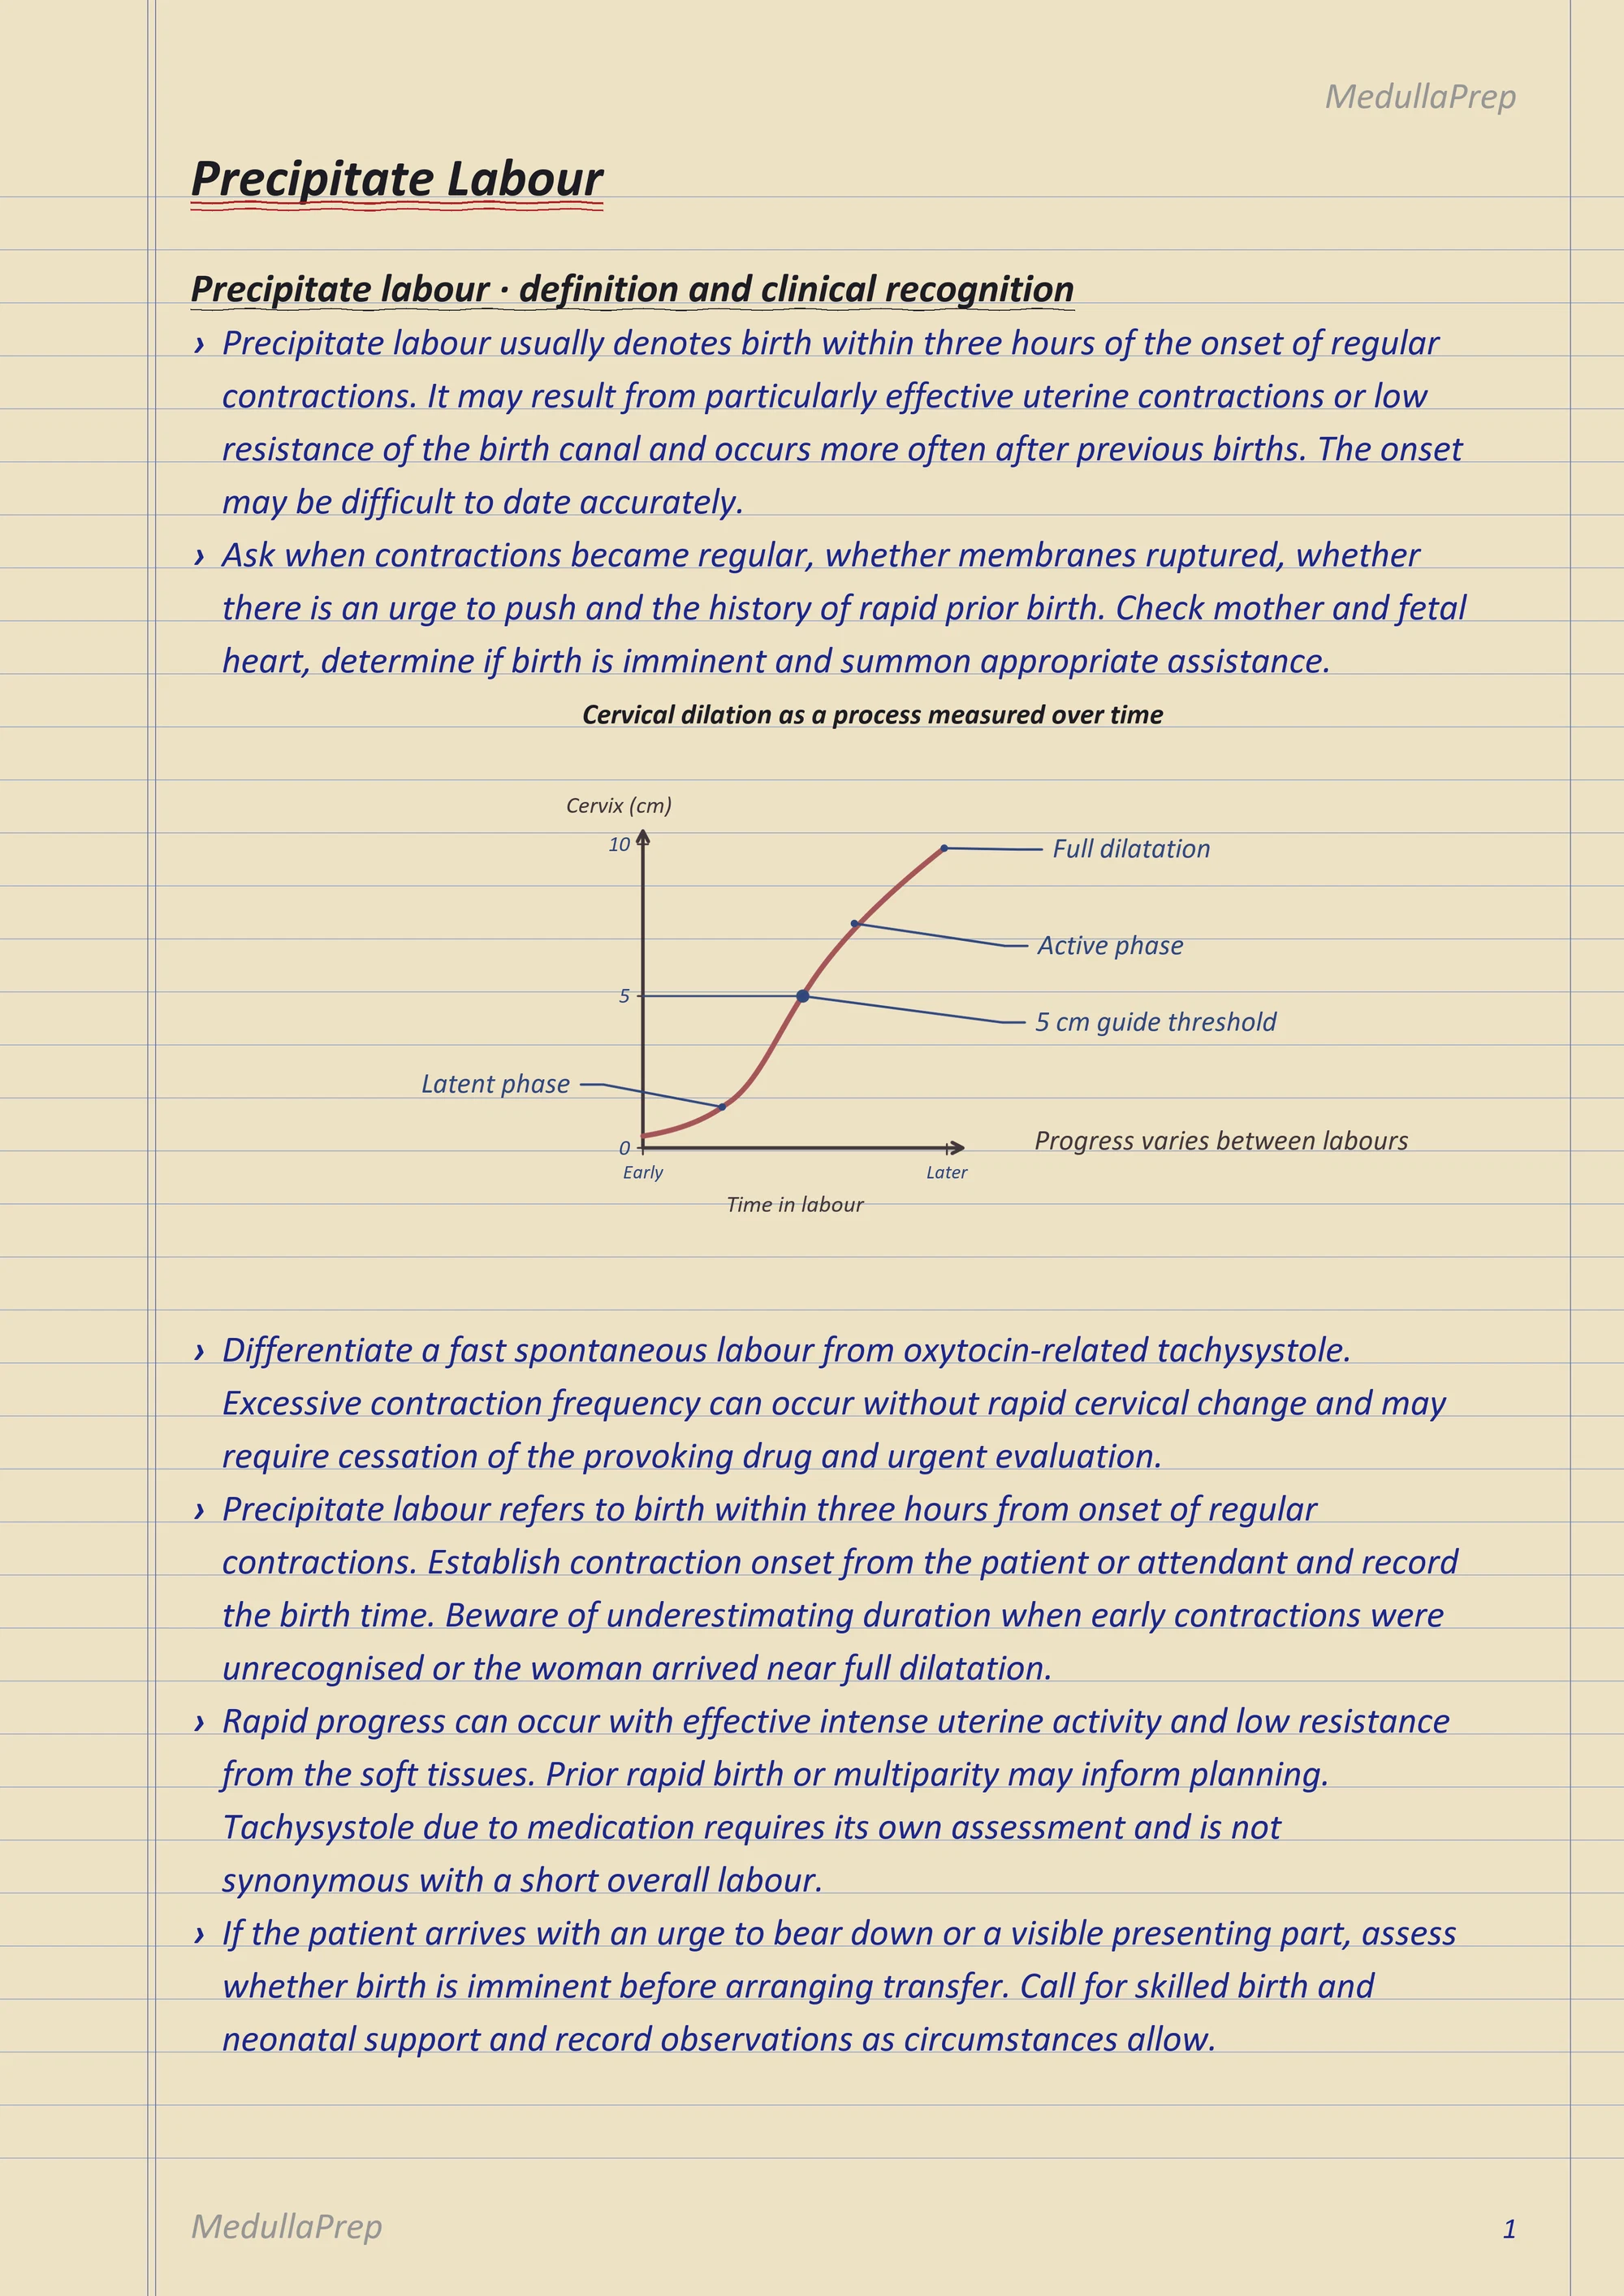 MedullaPrep
Precipitate Labour
Precipitate labour · definition and clinical recognition
› Precipitate labour usually denotes birth within three hours of the onset of regular
contractions. It may result from particularly effective uterine contractions or low
resistance of the birth canal and occurs more often after previous births. The onset
may be difficult to date accurately.
› Ask when contractions became regular, whether membranes ruptured, whether
there is an urge to push and the history of rapid prior birth. Check mother and fetal
heart, determine if birth is imminent and summon appropriate assistance.
Cervical dilation as a process measured over time
Cervix (cm)
10
Full dilatation
Active phase
5
5 cm guide threshold
Latent phase
0
Progress varies between labours
Early
Later
Time in labour
› Differentiate a fast spontaneous labour from oxytocin-related tachysystole.
Excessive contraction frequency can occur without rapid cervical change and may
require cessation of the provoking drug and urgent evaluation.
› Precipitate labour refers to birth within three hours from onset of regular
contractions. Establish contraction onset from the patient or attendant and record
the birth time. Beware of underestimating duration when early contractions were
unrecognised or the woman arrived near full dilatation.
› Rapid progress can occur with effective intense uterine activity and low resistance
from the soft tissues. Prior rapid birth or multiparity may inform planning.
Tachysystole due to medication requires its own assessment and is not
synonymous with a short overall labour.
› If the patient arrives with an urge to bear down or a visible presenting part, assess
whether birth is imminent before arranging transfer. Call for skilled birth and
neonatal support and record observations as circumstances allow.
MedullaPrep
1